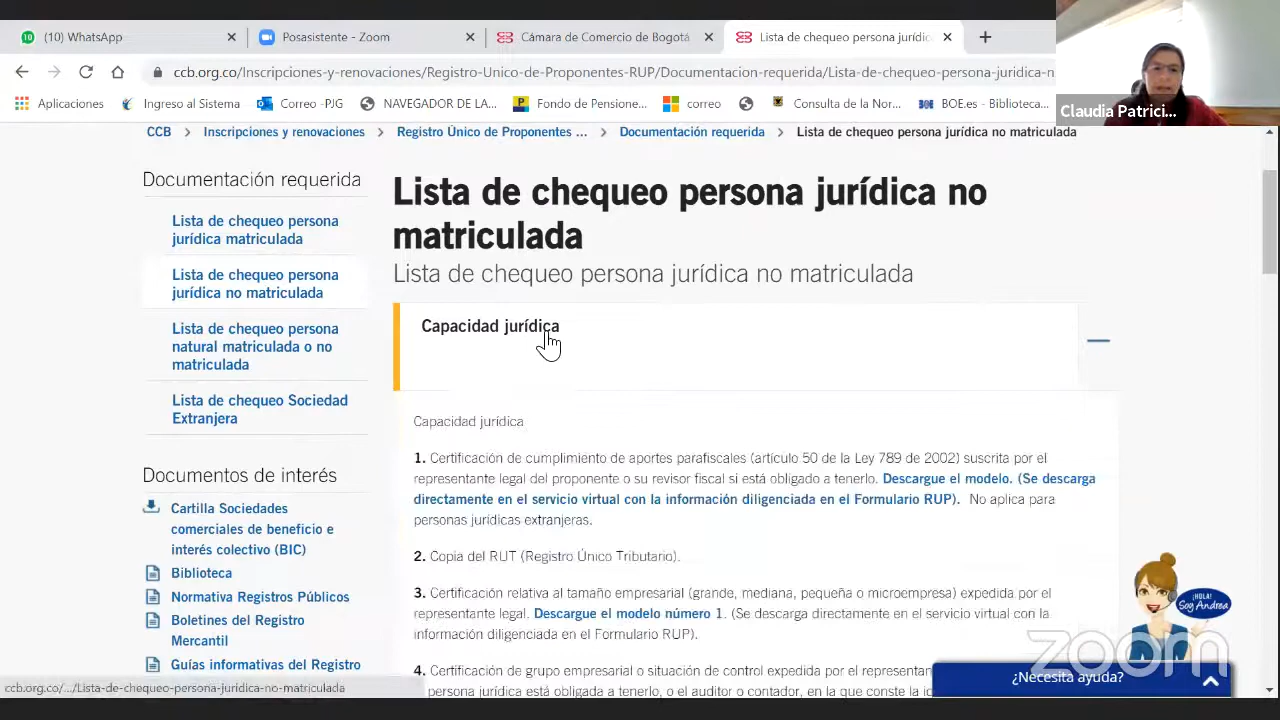 (10) WhatsApp
Posasistente - Zoom
Cámara de Comercio de Bogotá
Lista de chequeo persona jurídic
ccb.org.co/Inscripciones-y-renovaciones/Registro-Unico-de-Proponentes-RUP/Documentacion-requerida/Lista-de-chequeo-persona-juridica-n
Aplicaciones
Ingreso al Sistema
Correo -PJG
NAVEGADOR DE LA...
Fondo de Pensione...
correo
Consulta de la Nor...
BOE.es - Biblioteca...
Claudia Patrici...
CCB > Inscripciones y renovaciones > Registro Único de Proponentes ... > Documentación requerida > Lista de chequeo persona jurídica no matriculada
Documentación requerida
Lista de chequeo persona
jurídica matriculada
Lista de chequeo persona
jurídica no matriculada
Lista de chequeo persona
natural matriculada o no
matriculada
Lista de chequeo Sociedad
Extranjera
Documentos de interés
Cartilla Sociedades
comerciales de beneficio e
interés colectivo (BIC)
Biblioteca
Normativa Registros Públicos
Boletines del Registro
Mercantil
Guías informativas del Registro
Lista de chequeo persona jurídica no
matriculada
Lista de chequeo persona jurídica no matriculada
Capacidad jurídica
Capacidad jurídica
1. Certificación de cumplimiento de aportes parafiscales (artículo 50 de la Ley 789 de 2002) suscrita por el
representante legal del proponente o su revisor fiscal si está obligado a tenerlo. Descargue el modelo. (Se descarga
directamente en el servicio virtual con la información diligenciada en el Formulario RUP). No aplica para
personas jurídicas extranjeras.
2. Copia del RUT (Registro Único Tributario).
3. Certificación relativa al tamaño empresarial (grande, mediana, pequeña o microempresa) expedida por el
representante legal. Descargue el modelo número 1. (Se descarga directamente en el servicio virtual con la
información diligenciada en el Formulario RUP).
4. Certificación de grupo empresarial o situación de control expedida por el represen
persona jurídica está obligada a tenerlo, o el auditor o contador, en la que conste la
¡HOLA!
Soy Andrea
zoom
¿Necesita ayuda?
ccb.org.co/.../Lista-de-chequeo-persona-juridica-no-matriculada